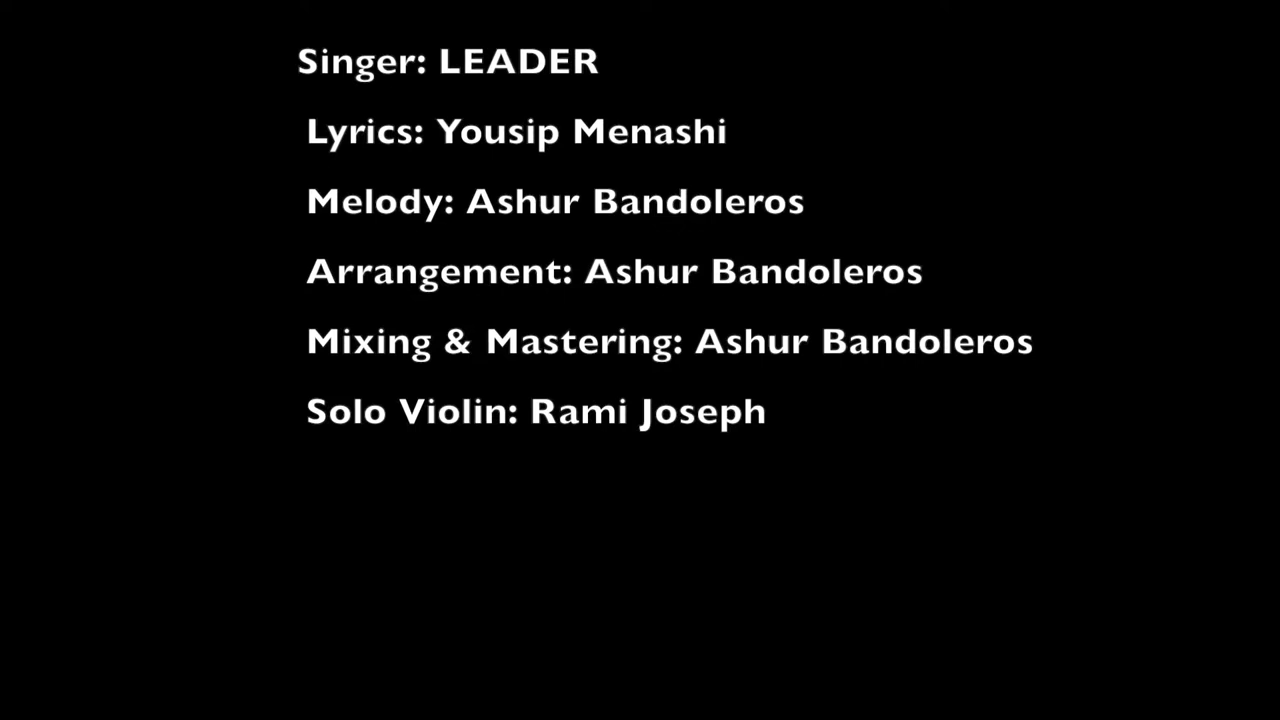 Singer: LEADER
Lyrics: Yousip Menashi
Melody: Ashur Bandoleros
Arrangement: Ashur Bandoleros
Mixing & Mastering: Ashur Bandoleros
Solo Violin: Rami Joseph